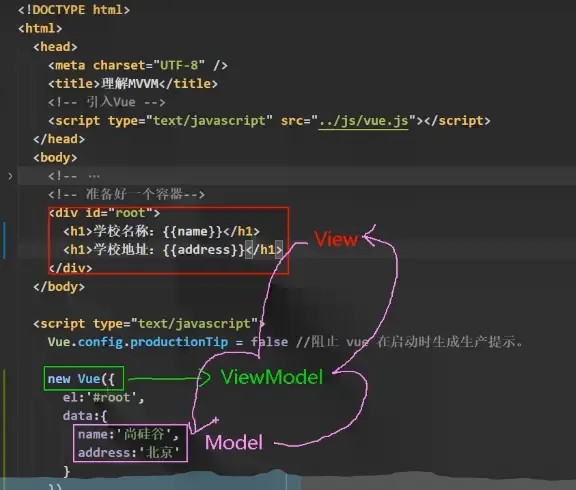 <!DOCTYPE html>
<html>
<head>
<meta charset="UTF-8" />
<title>理解MVVM</title>
<!-- 引入Vue -->
<script type="text/javascript" src="../js/vue.js"></script>
</head>
<body>
<!-- …
<!-- 准备好一个容器-->
<div id="root">
<h1>学校名称：{{name}}</h1>
<h1>学校地址：{{address}}</h1>
View
</div>
</body>
<script type="text/javascript">
Vue.config.productionTip = false //阻止 vue 在启动时生成生产提示。
new Vue({
ViewModel
el:'#root',
data:{
name:'尚硅谷',
Model
address:'北京'
}
})